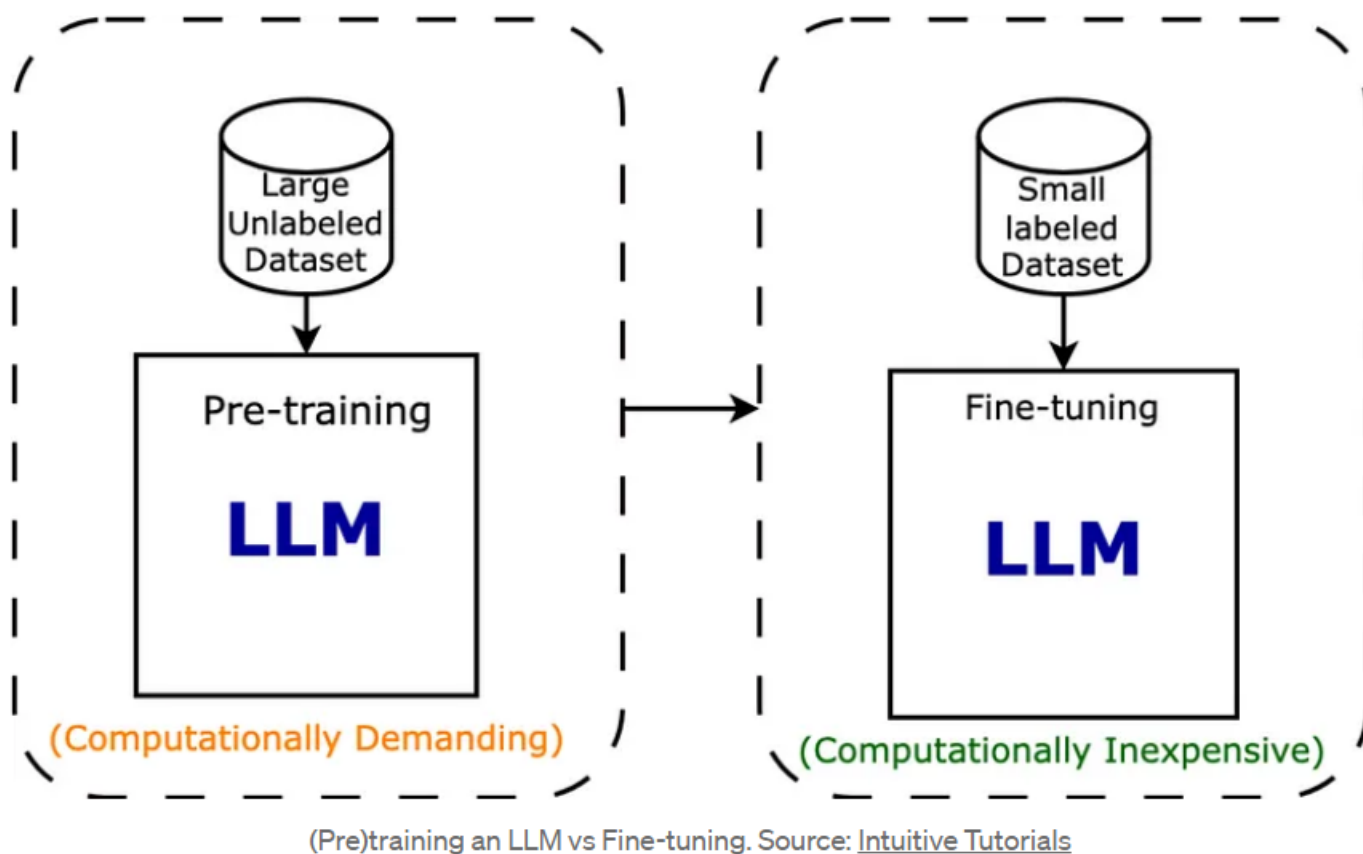 Large
Unlabeled
Dataset
Pre-training
LLM
(Computationally Demanding)
Small
labeled
Dataset
Fine-tuning
LLM
(Computationally Inexpensive)
(Pre)training an LLM vs Fine-tuning. Source: Intuitive Tutorials